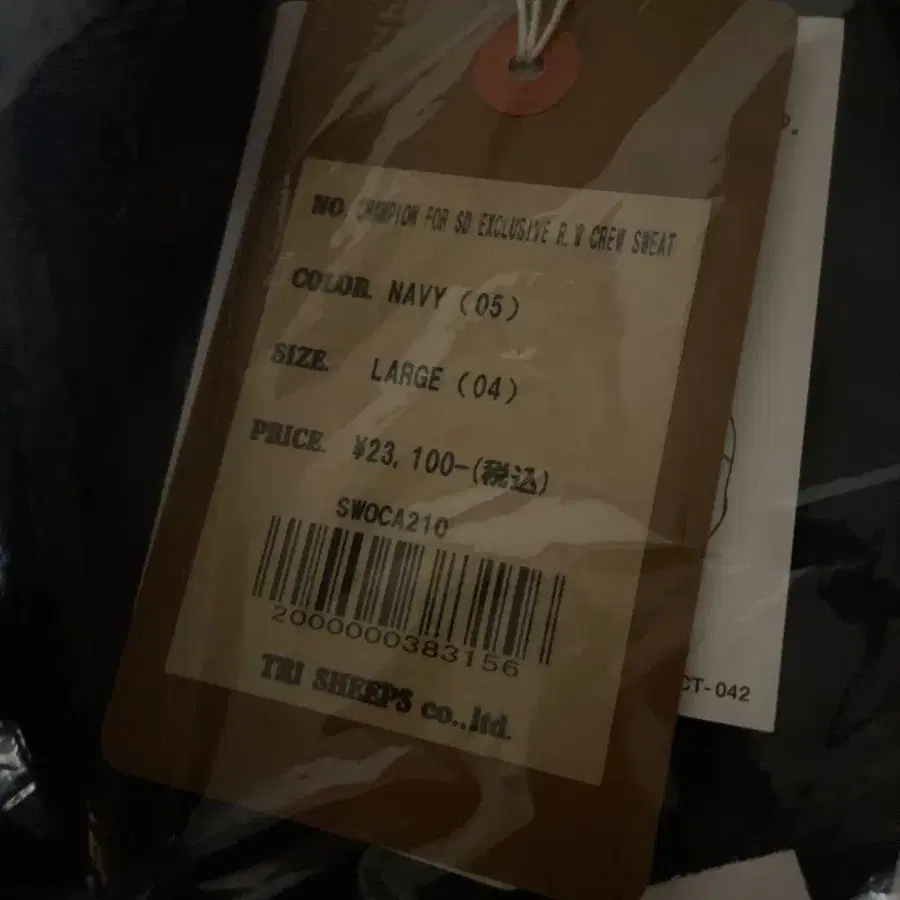 NO. CHAMPION FOR SD EXCLUSIVE R.W CREW SWEAT
COLOR. NAVY (05)
SIZE. LARGE (04)
PRICE. ¥23,100-(税込)
SWOCA210
2000000383156
TRI SHEEPS co.,ltd.
CT-042